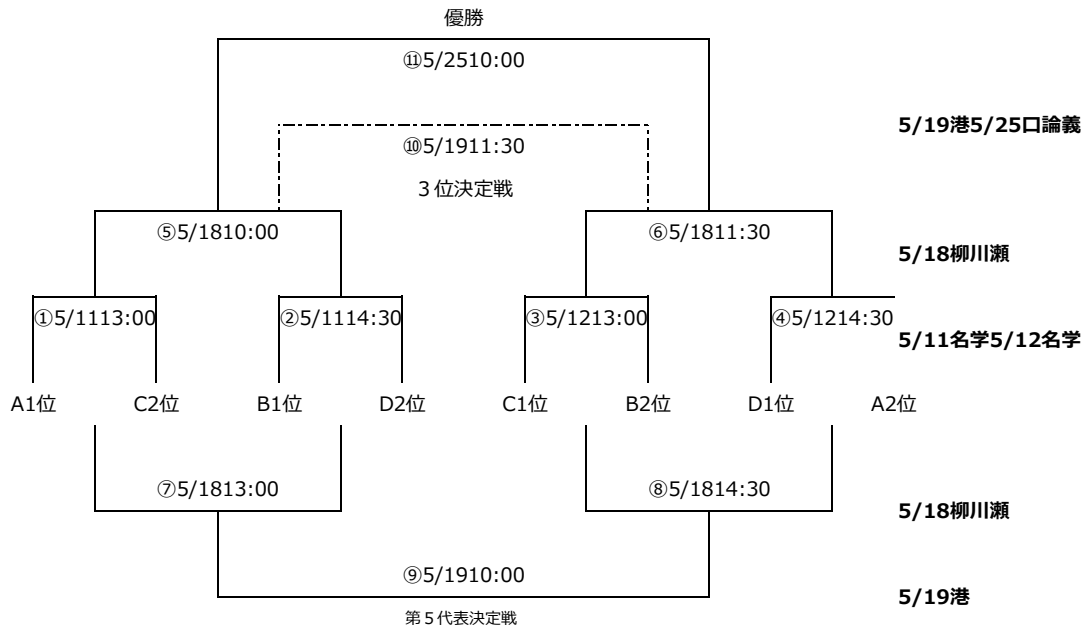 優勝
⑪5/2510:00
5/19港5/25口論義
⑩5/1911:30
３位決定戦
⑤5/1810:00
⑥5/1811:30
5/18柳川瀬
①5/1113:00
②5/1114:30
③5/1213:00
④5/1214:30
5/11名学5/12名学
A1位
C2位
B1位
D2位
C1位
B2位
D1位
A2位
⑦5/1813:00
⑧5/1814:30
5/18柳川瀬
⑨5/1910:00
5/19港
第５代表決定戦